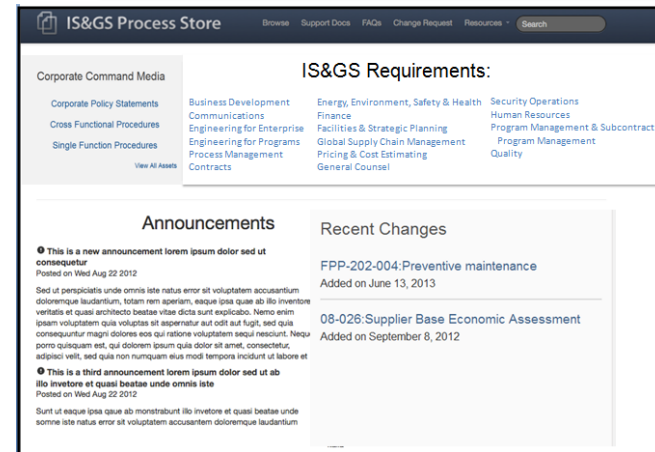 IS&GS Process Store
Browse Support Docs FAQs Change Request Resources Search
Corporate Command Media
Corporate Policy Statements
Cross Functional Procedures
Single Function Procedures
View All Assets
IS&GS Requirements:
Business Development
Communications
Engineering for Enterprise
Engineering for Programs
Process Management
Contracts
Energy, Environment, Safety & Health
Finance
Facilities & Strategic Planning
Global Supply Chain Management
Pricing & Cost Estimating
General Counsel
Security Operations
Human Resources
Program Management & Subcontract
Program Management
Quality
Announcements
This is a new announcement lorem ipsum dolor sed ut
consequetur
Posted on Wed Aug 22 2012
Sed ut perspiciatis unde omnis iste natus error sit voluptatem accusantium
doloremque laudantium, totam rem aperiam, eaque ipsa quae ab illo inventore
veritatis et quasi architecto beatae vitae dicta sunt explicabo. Nemo enim
ipsam voluptatem quia voluptas sit aspernatur aut odit aut fugit, sed quia
consequuntur magni dolores eos qui ratione voluptatem sequi nesciunt. Neque
porro quisquam est, qui dolorem ipsum quia dolor sit amet, consectetur,
adipisci velit, sed quia non numquam eius modi tempora incidunt ut labore et
This is a third announcement lorem ipsum dolor sed ut ab
illo invetore et quasi beatae unde omnis iste
Posted on Wed Aug 22 2012
Sunt ut eaque ipsa qaue ab monstrabunt illo invetore et quasi beatae unde
somne iste natus error sit voluptatem accusantem doloremque laudantium
Recent Changes
FPP-202-004:Preventive maintenance
Added on June 13, 2013
08-026:Supplier Base Economic Assessment
Added on September 8, 2012